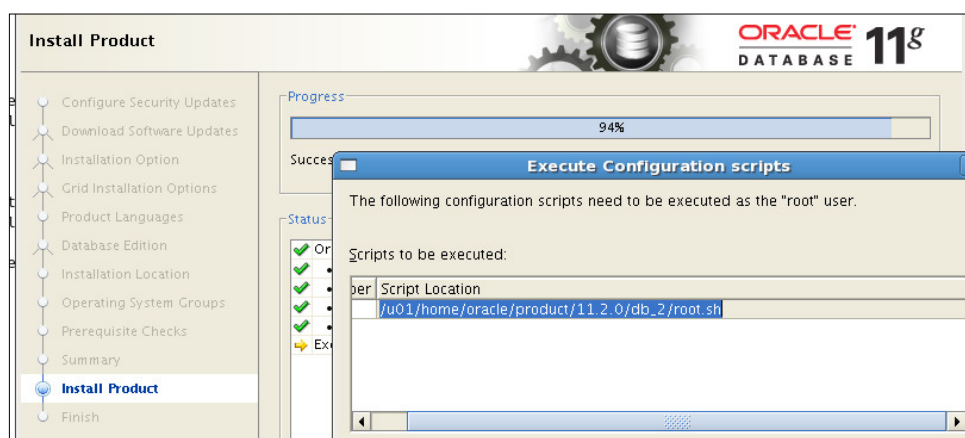 Install Product
ORACLE
DATABASE
11g
Configure Security Updates
Download Software Updates
Installation Option
Grid Installation Options
Product Languages
Database Edition
Installation Location
Operating System Groups
Prerequisite Checks
Summary
Install Product
Finish
Progress
94%
Succes
Status
Or
Exe
Execute Configuration scripts
The following configuration scripts need to be executed as the "root" user.
Scripts to be executed:
ber Script Location
/u01/home/oracle/product/11.2.0/db_2/root.sh